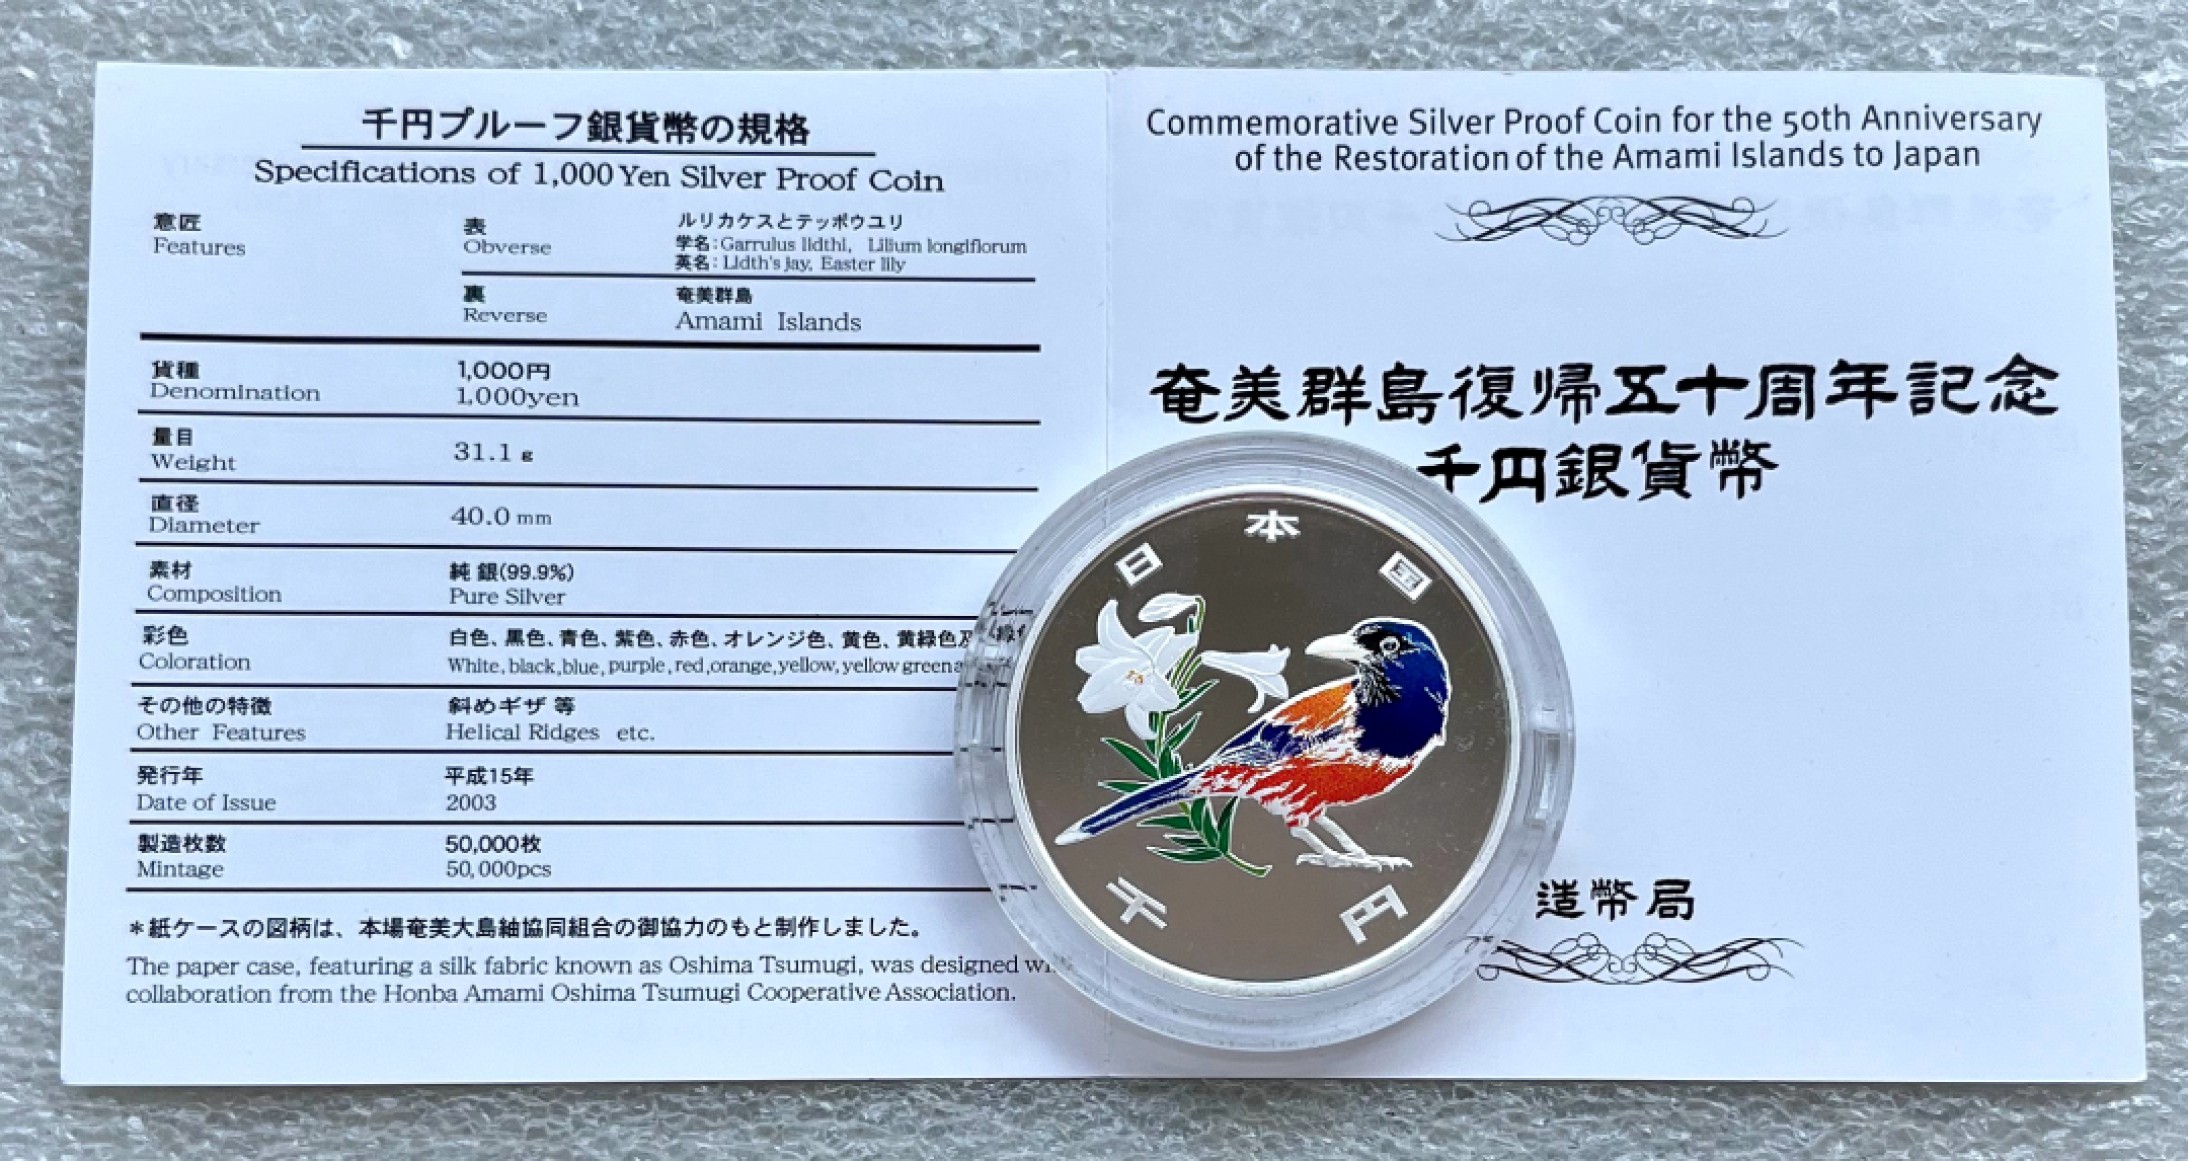 千円プルーフ銀貨幣の規格
Specifications of 1,000 Yen Silver Proof Coin
意匠
Features
表
Obverse
ルリカケスとテッポウユリ
学名:Garrulus lidthi, Lilium longiflorum
英名:Lidth's jay, Easter lily
裏
Reverse
奄美群島
Amami Islands
貨種
Denomination
1,000円
1,000yen
量目
Weight
31.1 g
直径
Diameter
40.0 mm
素材
Composition
純 銀(99.9%)
Pure Silver
彩色
Coloration
白色、黒色、青色、紫色、赤色、オレンジ色、黄色、黄緑色及
White, black, blue, purple, red, orange, yellow, yellow green
その他の特徴
Other Features
斜めギザ 等
Helical Ridges etc.
発行年
Date of Issue
平成15年
2003
製造枚数
Mintage
50,000枚
50,000pcs
*紙ケースの図柄は、本場奄美大島紬協同組合の御協力のもと制作しました。
The paper case, featuring a silk fabric known as Oshima Tsumugi, was designed
collaboration from the Honba Amami Oshima Tsumugi Cooperative Association.
Commemorative Silver Proof Coin for the 50th Anniversary
of the Restoration of the Amami Islands to Japan
奄美群島復帰五十周年記念
千円銀貨幣
日本国
千円
造幣局